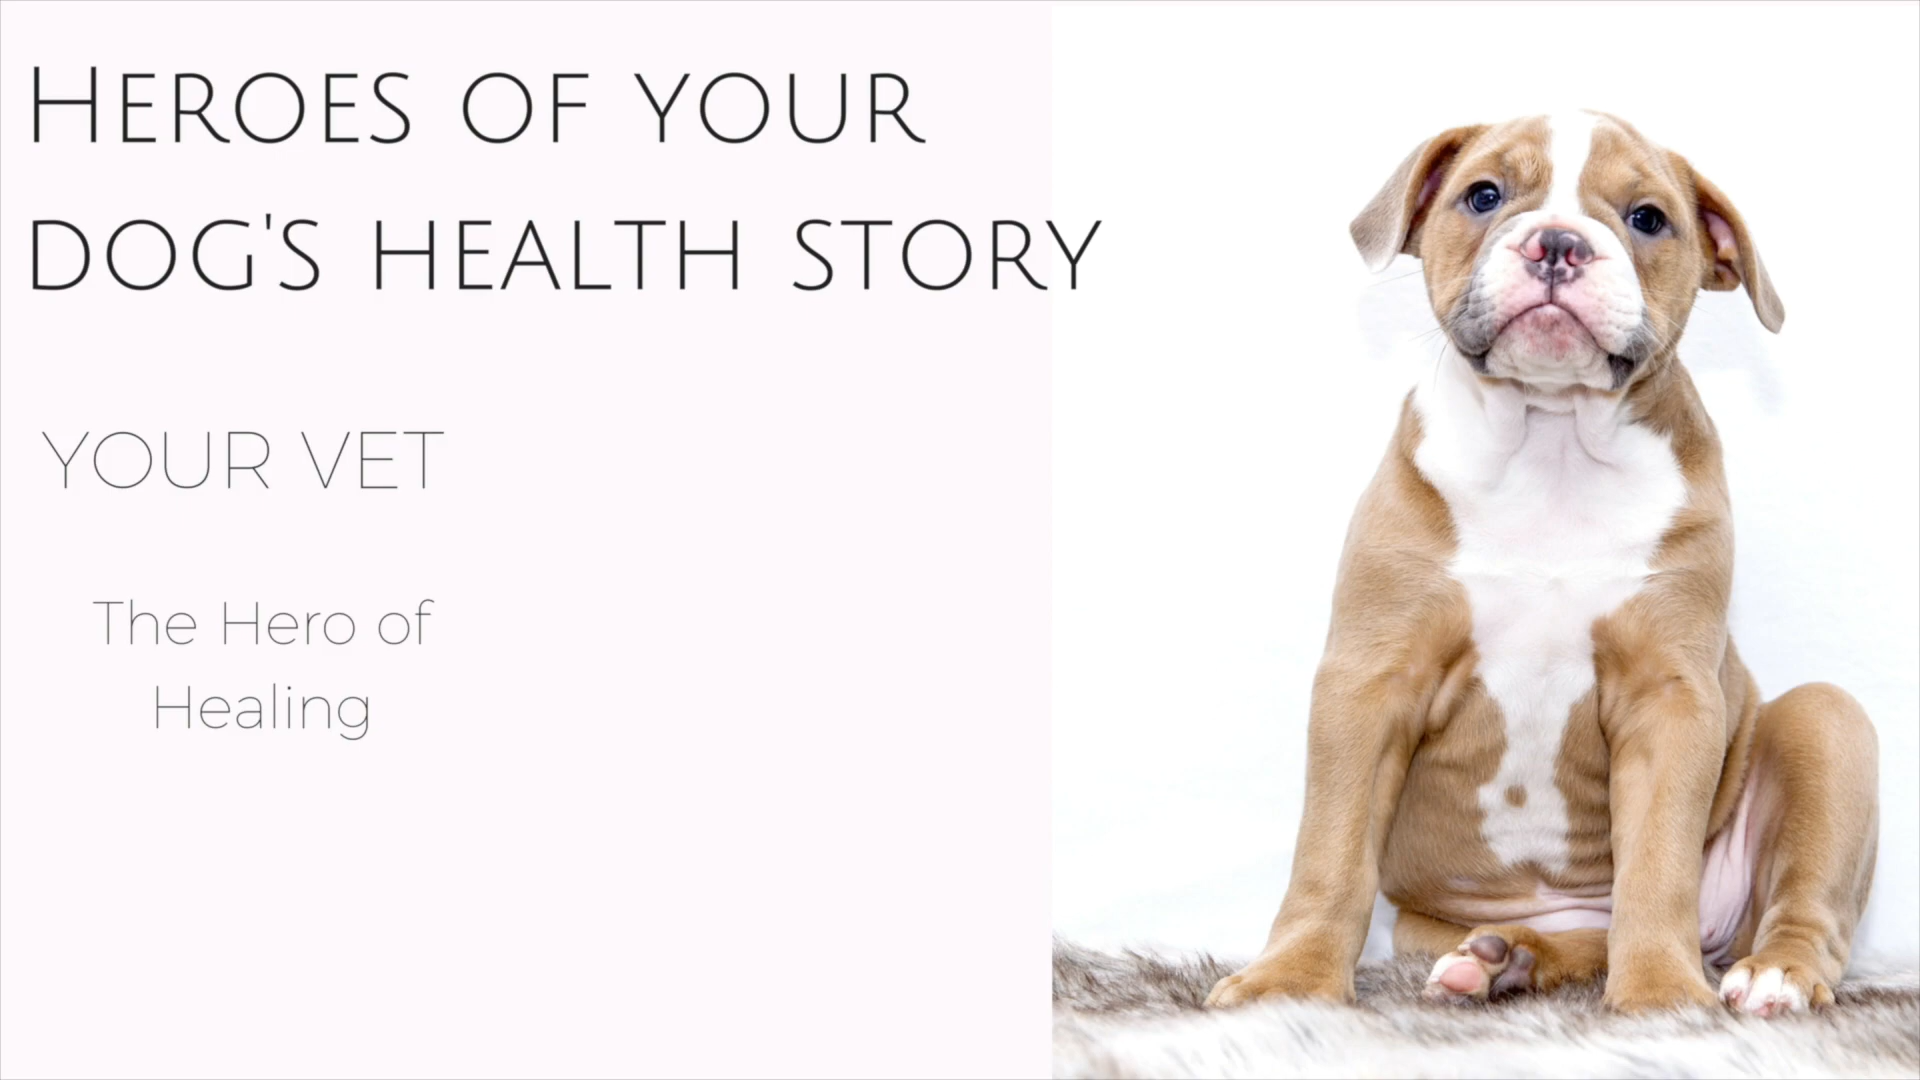 Heroes of your
dog's health story
YOUR VET
The Hero of
Healing